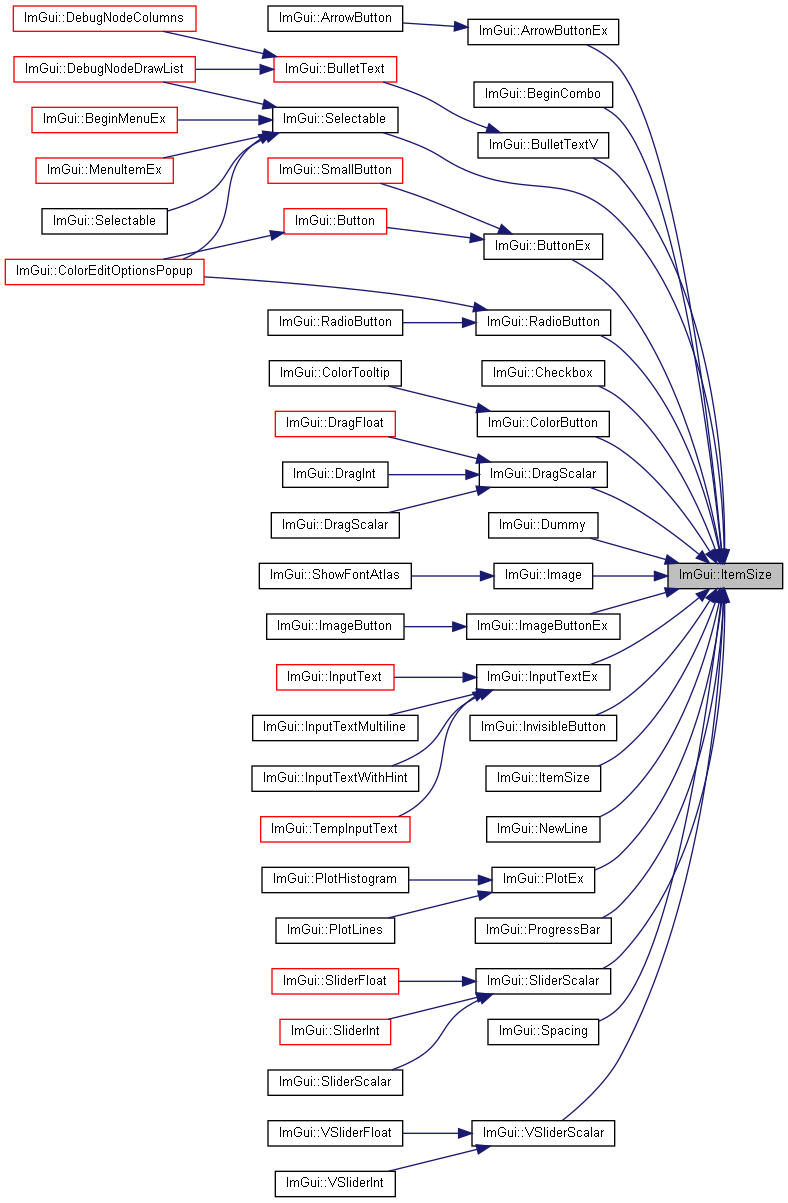 ImGui::DebugNodeColumns
ImGui::ArrowButton
ImGui::ArrowButtonEx
ImGui::DebugNodeDrawList
ImGui::BulletText
ImGui::BeginCombo
ImGui::BeginMenuEx
ImGui::Selectable
ImGui::BulletTextV
ImGui::MenuItemEx
ImGui::SmallButton
ImGui::Selectable
ImGui::Button
ImGui::ButtonEx
ImGui::ColorEditOptionsPopup
ImGui::RadioButton
ImGui::RadioButton
ImGui::ColorTooltip
ImGui::Checkbox
ImGui::DragFloat
ImGui::ColorButton
ImGui::DragInt
ImGui::DragScalar
ImGui::DragScalar
ImGui::Dummy
ImGui::ShowFontAtlas
ImGui::Image
ImGui::ItemSize
ImGui::ImageButton
ImGui::ImageButtonEx
ImGui::InputText
ImGui::InputTextEx
ImGui::InputTextMultiline
ImGui::InvisibleButton
ImGui::InputTextWithHint
ImGui::ItemSize
ImGui::TempInputText
ImGui::NewLine
ImGui::PlotHistogram
ImGui::PlotEx
ImGui::PlotLines
ImGui::ProgressBar
ImGui::SliderFloat
ImGui::SliderScalar
ImGui::SliderInt
ImGui::Spacing
ImGui::SliderScalar
ImGui::VSliderFloat
ImGui::VSliderScalar
ImGui::VSliderInt